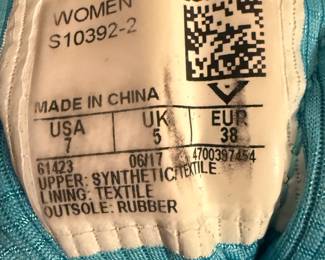 WOMEN
S10392-2
MADE IN CHINA
USA UK EUR
7 5 38
61423 06/17 4700397454
UPPER: SYNTHETIC/TEXTILE
LINING: TEXTILE
OUTSOLE: RUBBER